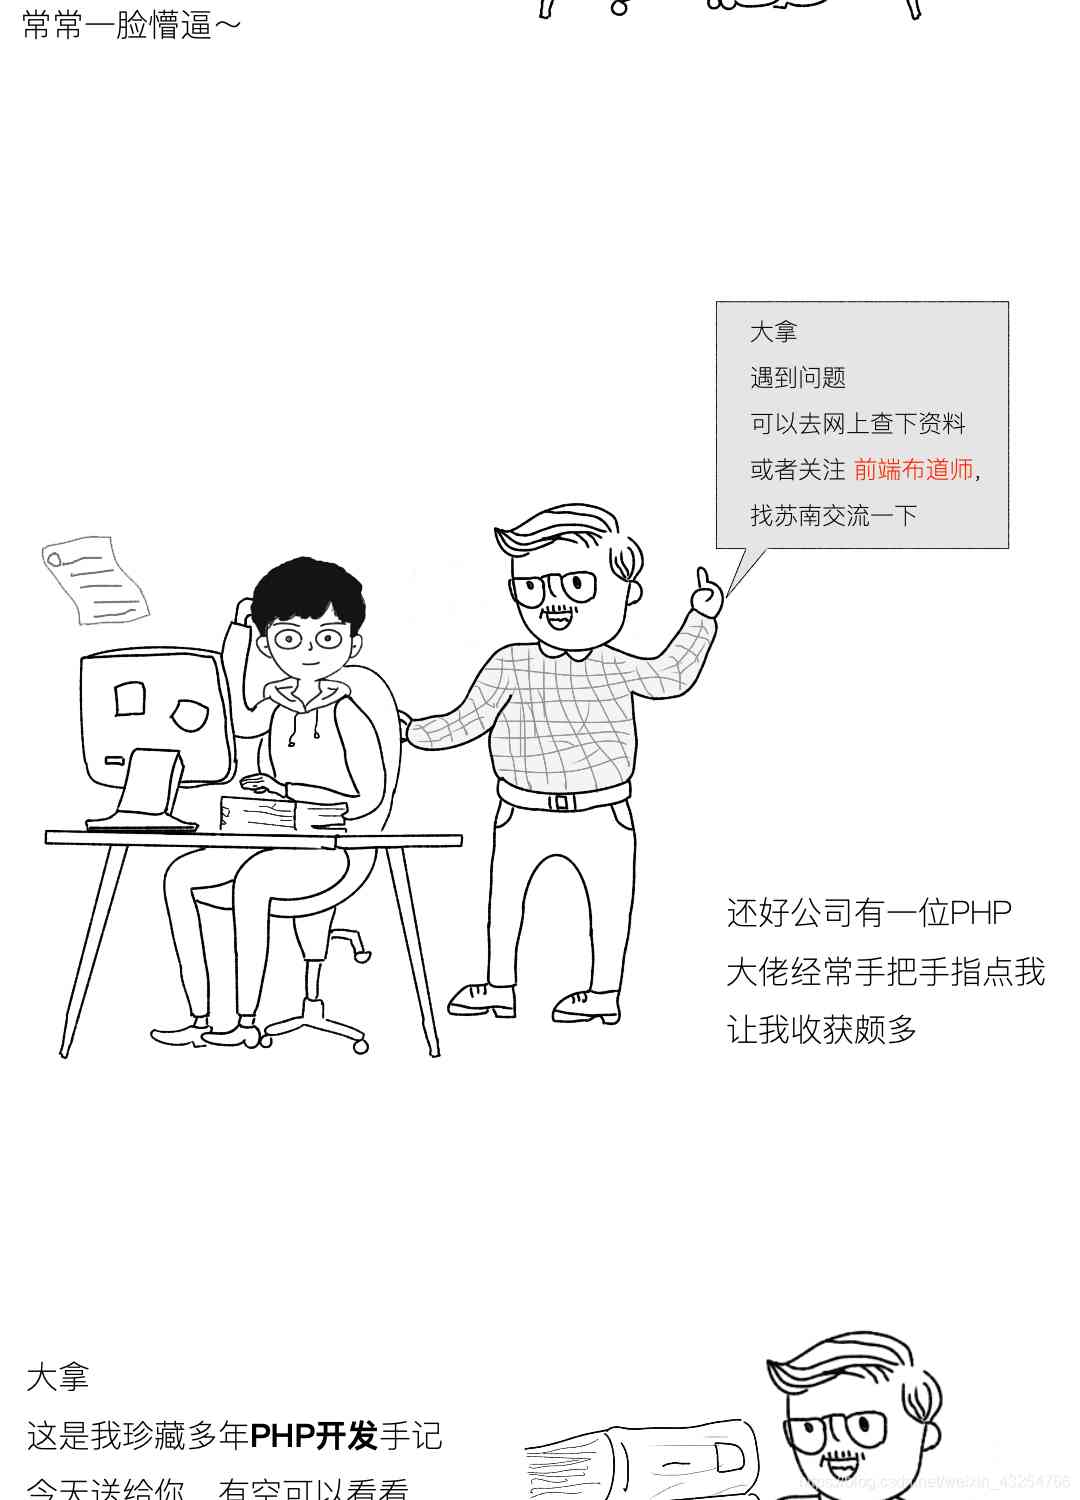 常常一脸懵逼～
大拿
遇到问题
可以去网上查下资料
或者关注 前端布道师,
找苏南交流一下
还好公司有一位PHP
大佬经常手把手指点我
让我收获颇多
大拿
这是我珍藏多年PHP开发手记
今天送给你 有空可以看看
https://blog.csdn.net/weixin_43254766